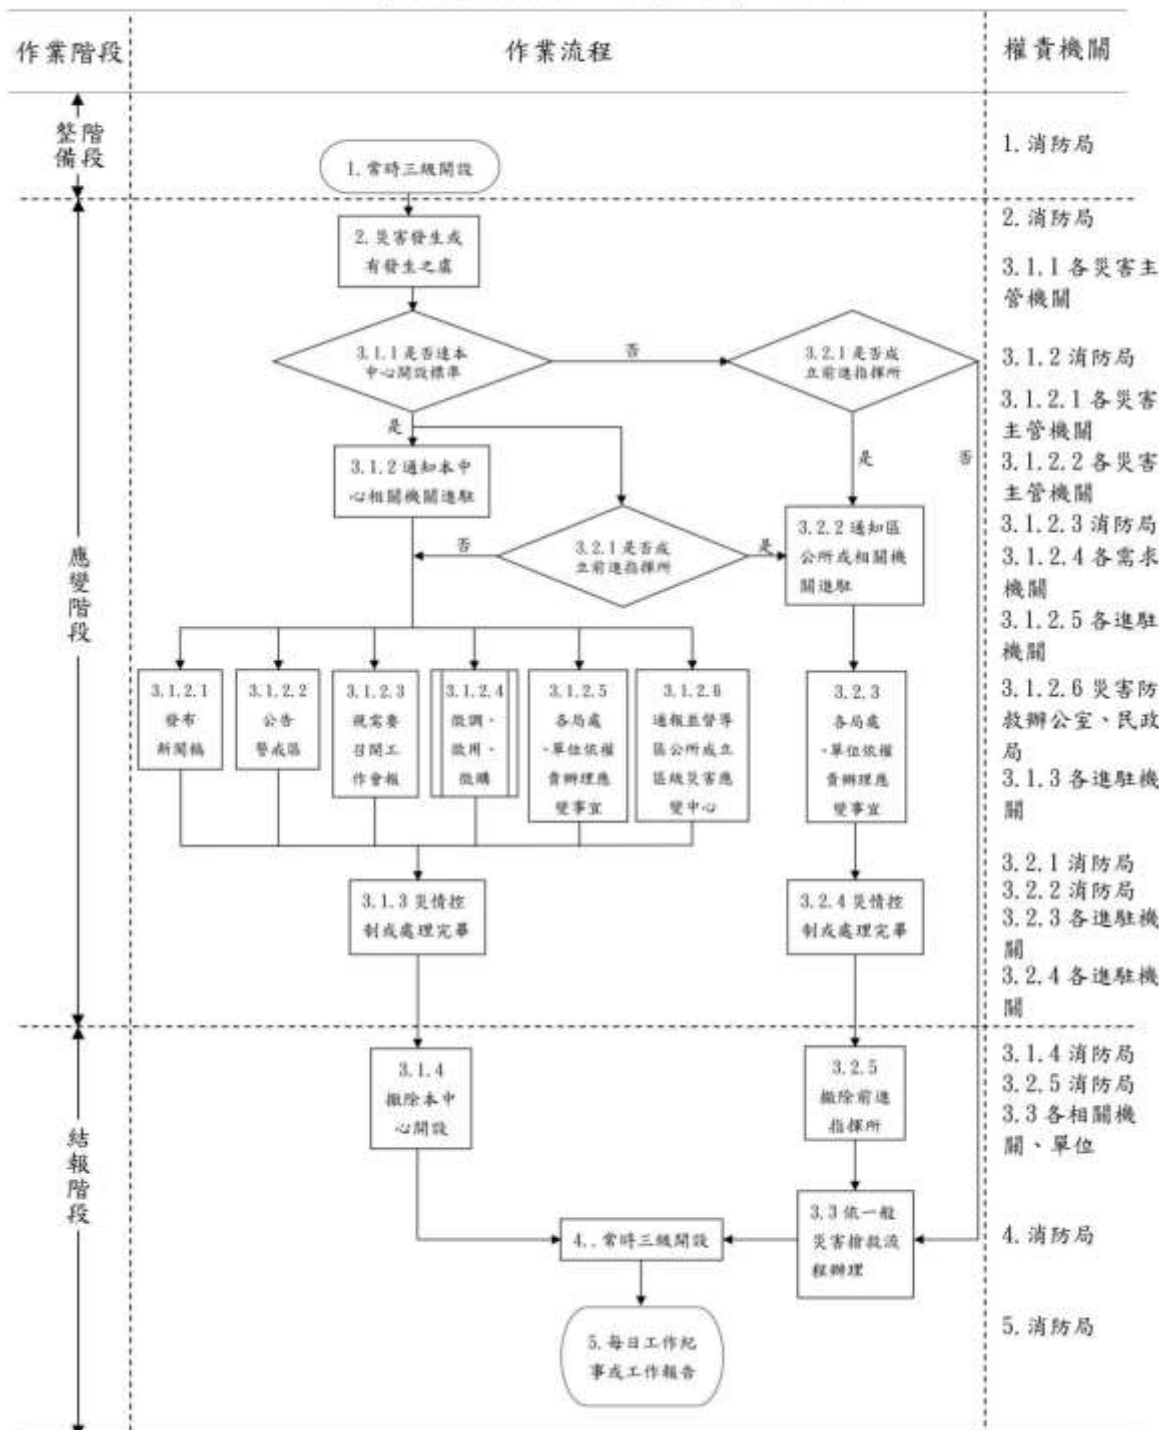 作業階段
作業流程
權責機關
整備階段
1.常時三級開設
1.消防局
應變階段
2.災害發生或
有發生之虞
2.消防局
3.1.1是否達本
中心開設標準
否
3.2.1是否成
立前進指揮所
3.1.1各災害主
管機關
是
3.1.2通知本中
心相關機關進駐
是
否
3.2.1是否成
立前進指揮所
否
是
3.2.2通知區
公所或相關機
關進駐
3.1.2.1
發布
新聞稿
3.1.2.2
公告
警戒區
3.1.2.3
視需要
召開工
作會報
3.1.2.4
徵調、
徵用、
徵購
3.1.2.5
各局處
、單位依權
責辦理應
變事宜
3.1.2.6
通報並督導
區公所成立
區級災害應
變中心
3.2.3
各局處
、單位依權
責辦理應
變事宜
3.1.3災情控
制或處理完畢
3.2.4災情控
制或處理完畢
3.1.2消防局
3.1.2.1各災害
主管機關
3.1.2.2各災害
主管機關
3.1.2.3消防局
3.1.2.4各需求
機關
3.1.2.5各進駐
機關
3.1.2.6災害防
救辦公室、民政
局
3.1.3各進駐機
關
3.2.1消防局
3.2.2消防局
3.2.3各進駐機
關
3.2.4各進駐機
關
結報階段
3.1.4
撤除本中
心開設
3.2.5
撤除前進
指揮所
3.3依一般
災害搶救流
程辦理
4..常時三級開設
5.每日工作紀
事或工作報告
3.1.4消防局
3.2.5消防局
3.3各相關機
關、單位
4.消防局
5.消防局